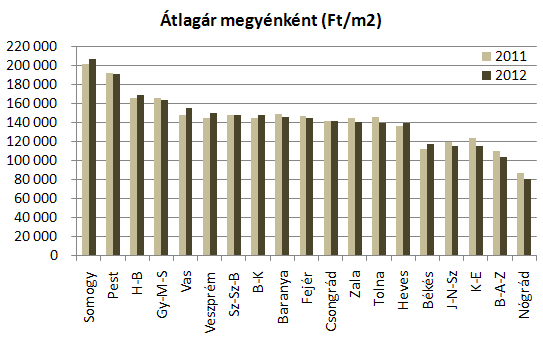 Átlagár megyénként (Ft/m2)
220 000
200 000
180 000
160 000
140 000
120 000
100 000
80 000
60 000
40 000
20 000
0
2011
2012
Somogy
Pest
H-B
Gy-M-S
Vas
Veszprém
Sz-Sz-B
B-K
Baranya
Fejér
Csongrád
Zala
Tolna
Heves
Békés
J-N-Sz
K-E
B-A-Z
Nógrád